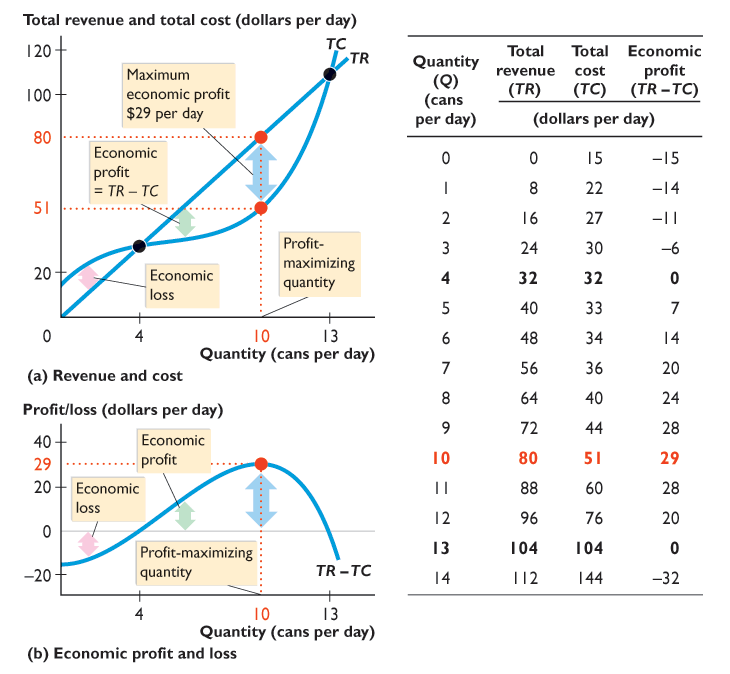 Total revenue and total cost (dollars per day)
120
100
80
51
20
0
4
10
13
TC
TR
Maximum
economic profit
$29 per day
Economic
profit
= TR – TC
Economic
loss
Profit-
maximizing
quantity
Quantity (cans per day)
(a) Revenue and cost
Profit/loss (dollars per day)
40
29
20
0
–20
4
10
13
Economic
profit
Economic
loss
Profit-maximizing
quantity
TR – TC
Quantity (cans per day)
(b) Economic profit and loss
Quantity
(Q)
(cans
per day)
Total
revenue
(TR)
Total
cost
(TC)
Economic
profit
(TR – TC)
(dollars per day)
0 0 15 –15
1 8 22 –14
2 16 27 –11
3 24 30 –6
4 32 32 0
5 40 33 7
6 48 34 14
7 56 36 20
8 64 40 24
9 72 44 28
10 80 51 29
11 88 60 28
12 96 76 20
13 104 104 0
14 112 144 –32